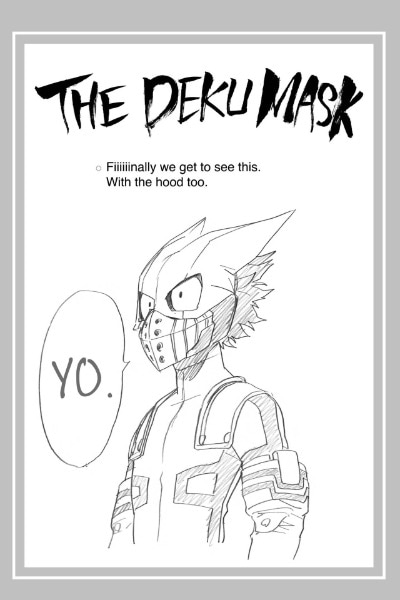 THE DEKU MASK
○ Fiiiiiinally we get to see this.
With the hood too.
YO.